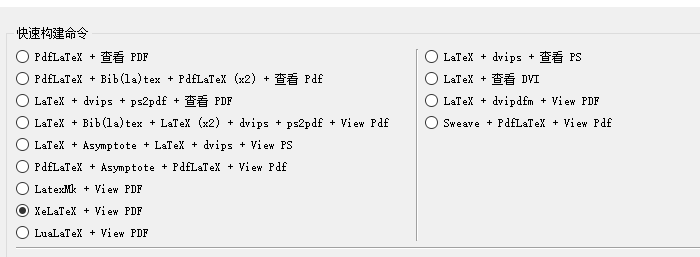 快速构建命令
PdfLaTeX + 查看 PDF
PdfLaTeX + Bib(la)tex + PdfLaTeX (x2) + 查看 Pdf
LaTeX + dvips + ps2pdf + 查看 PDF
LaTeX + Bib(la)tex + LaTeX (x2) + dvips + ps2pdf + View Pdf
LaTeX + Asymptote + LaTeX + dvips + View PS
PdfLaTeX + Asymptote + PdfLaTeX + View Pdf
LatexMk + View PDF
XeLaTeX + View PDF
LuaLaTeX + View PDF
LaTeX + dvips + 查看 PS
LaTeX + 查看 DVI
LaTeX + dvipdfm + View PDF
Sweave + PdfLaTeX + View Pdf